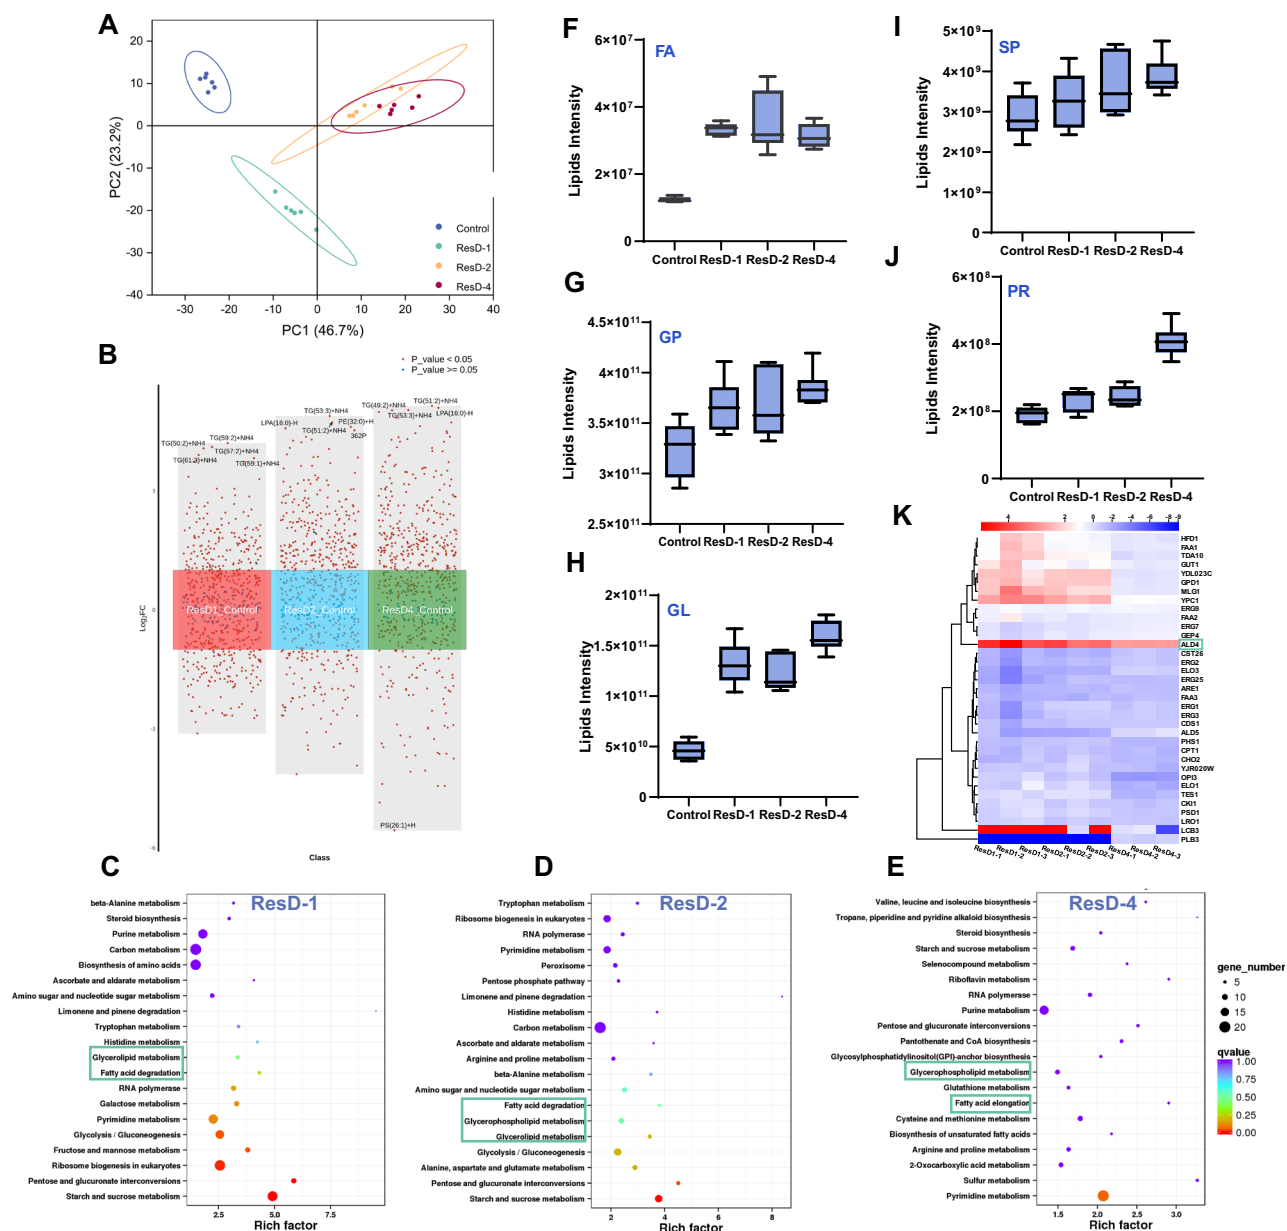 A
20
10
0
-10
-20
-30
-40
PC2 (23.2%)
-30
-20
-10
0
10
20
30
40
PC1 (46.7%)
Control
ResD-1
ResD-2
ResD-4
B
P_value < 0.05
P_value >= 0.05
TG(50:2)+NH4
TG(59:2)+NH4
TG(57:2)+NH4
TG(59:1)+NH4
TG(53:3)+NH4
LPA(16:0)-H
PE(32:0)+H
TG(51:2)+NH4
362P
TG(49:2)+NH4
TG(51:2)+NH4
TG(53:3)+NH4
LPA(16:0)-H
ResD1_Control
ResD2_Control
ResD4_Control
PS(26:1)+H
Log2FC
0
-3
-6
Class
F
FA
6×10⁷
4×10⁷
2×10⁷
0
Lipids Intensity
Control ResD-1 ResD-2 ResD-4
G
GP
4.5×10¹¹
4×10¹¹
3.5×10¹¹
3×10¹¹
2.5×10¹¹
Lipids Intensity
Control ResD-1 ResD-2 ResD-4
H
GL
2×10¹¹
1.5×10¹¹
1×10¹¹
5×10¹⁰
0
Lipids Intensity
Control ResD-1 ResD-2 ResD-4
I
SP
5×10⁹
4×10⁹
3×10⁹
2×10⁹
1×10⁹
0
Lipids Intensity
Control ResD-1 ResD-2 ResD-4
J
PR
6×10⁸
4×10⁸
2×10⁸
0
Lipids Intensity
Control ResD-1 ResD-2 ResD-4
K
4 2 0 -2 -4 -6 -8 -9
HFD1
FAA1
TDA10
GUT1
YDL023C
GPD1
MLG1
YPC1
ERG9
FAA2
ERG7
GEP4
ALD4
CST26
ERG2
ELO3
ERG25
ARE1
FAA3
ERG1
ERG3
CDS1
ALD5
PHS1
CPT1
CHO2
YJR020W
OPI3
ELO1
TES1
CKI1
PSD1
LRO1
LCB3
PLB3
ResD1-1 ResD1-2 ResD1-3 ResD2-1 ResD2-2 ResD2-3 ResD4-1 ResD4-2 ResD4-3
C
ResD-1
beta-Alanine metabolism
Steroid biosynthesis
Purine metabolism
Carbon metabolism
Biosynthesis of amino acids
Ascorbate and aldarate metabolism
Amino sugar and nucleotide sugar metabolism
Limonene and pinene degradation
Tryptophan metabolism
Histidine metabolism
Glycerolipid metabolism
Fatty acid degradation
RNA polymerase
Galactose metabolism
Pyrimidine metabolism
Glycolysis / Gluconeogenesis
Fructose and mannose metabolism
Ribosome biogenesis in eukaryotes
Pentose and glucuronate interconversions
Starch and sucrose metabolism
2.5 5.0 7.5
Rich factor
D
ResD-2
Tryptophan metabolism
Ribosome biogenesis in eukaryotes
RNA polymerase
Pyrimidine metabolism
Peroxisome
Pentose phosphate pathway
Limonene and pinene degradation
Histidine metabolism
Carbon metabolism
Ascorbate and aldarate metabolism
Arginine and proline metabolism
beta-Alanine metabolism
Amino sugar and nucleotide sugar metabolism
Fatty acid degradation
Glycerophospholipid metabolism
Glycerolipid metabolism
Glycolysis / Gluconeogenesis
Alanine, aspartate and glutamate metabolism
Pentose and glucuronate interconversions
Starch and sucrose metabolism
2 4 6 8
Rich factor
E
ResD-4
Valine, leucine and isoleucine biosynthesis
Tropane, piperidine and pyridine alkaloid biosynthesis
Steroid biosynthesis
Starch and sucrose metabolism
Selenocompound metabolism
Riboflavin metabolism
RNA polymerase
Purine metabolism
Pentose and glucuronate interconversions
Pantothenate and CoA biosynthesis
Glycosylphosphatidylinositol(GPI)-anchor biosynthesis
Glycerophospholipid metabolism
Glutathione metabolism
Fatty acid elongation
Cysteine and methionine metabolism
Biosynthesis of unsaturated fatty acids
Arginine and proline metabolism
2-Oxocarboxylic acid metabolism
Sulfur metabolism
Pyrimidine metabolism
1.5 2.0 2.5 3.0
Rich factor
gene_number
5
10
15
20
qvalue
1.00
0.75
0.50
0.25
0.00